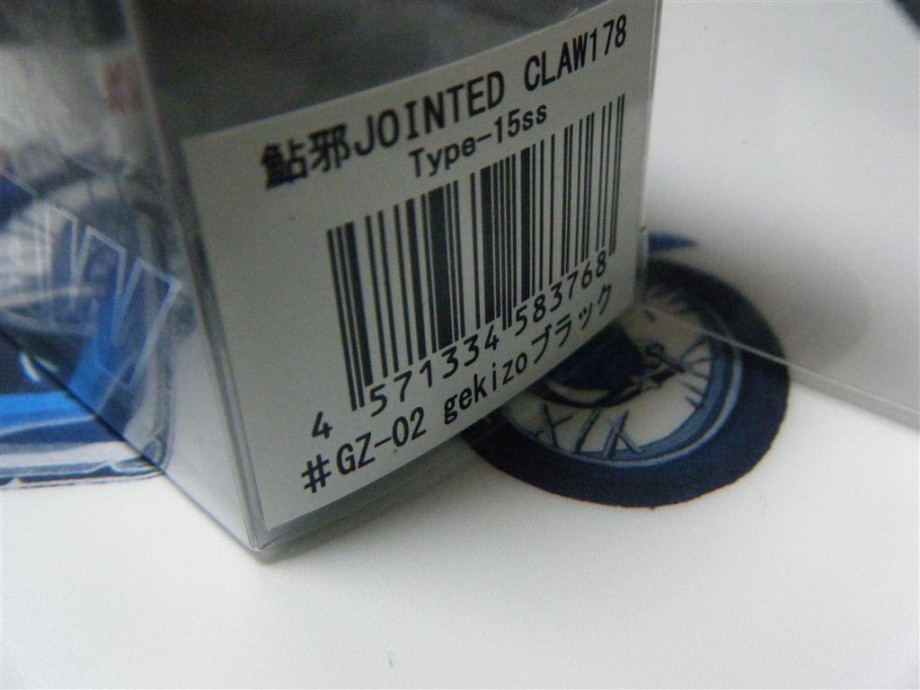 鮎邪JOINTED CLAW178
Type-15ss
4 571334 583768
#GZ-02 gekizoブラック